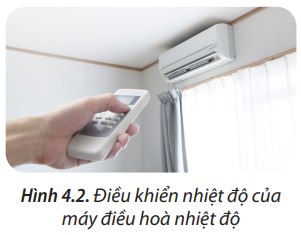 Hình 4.2. Điều khiển nhiệt độ của
máy điều hoà nhiệt độ